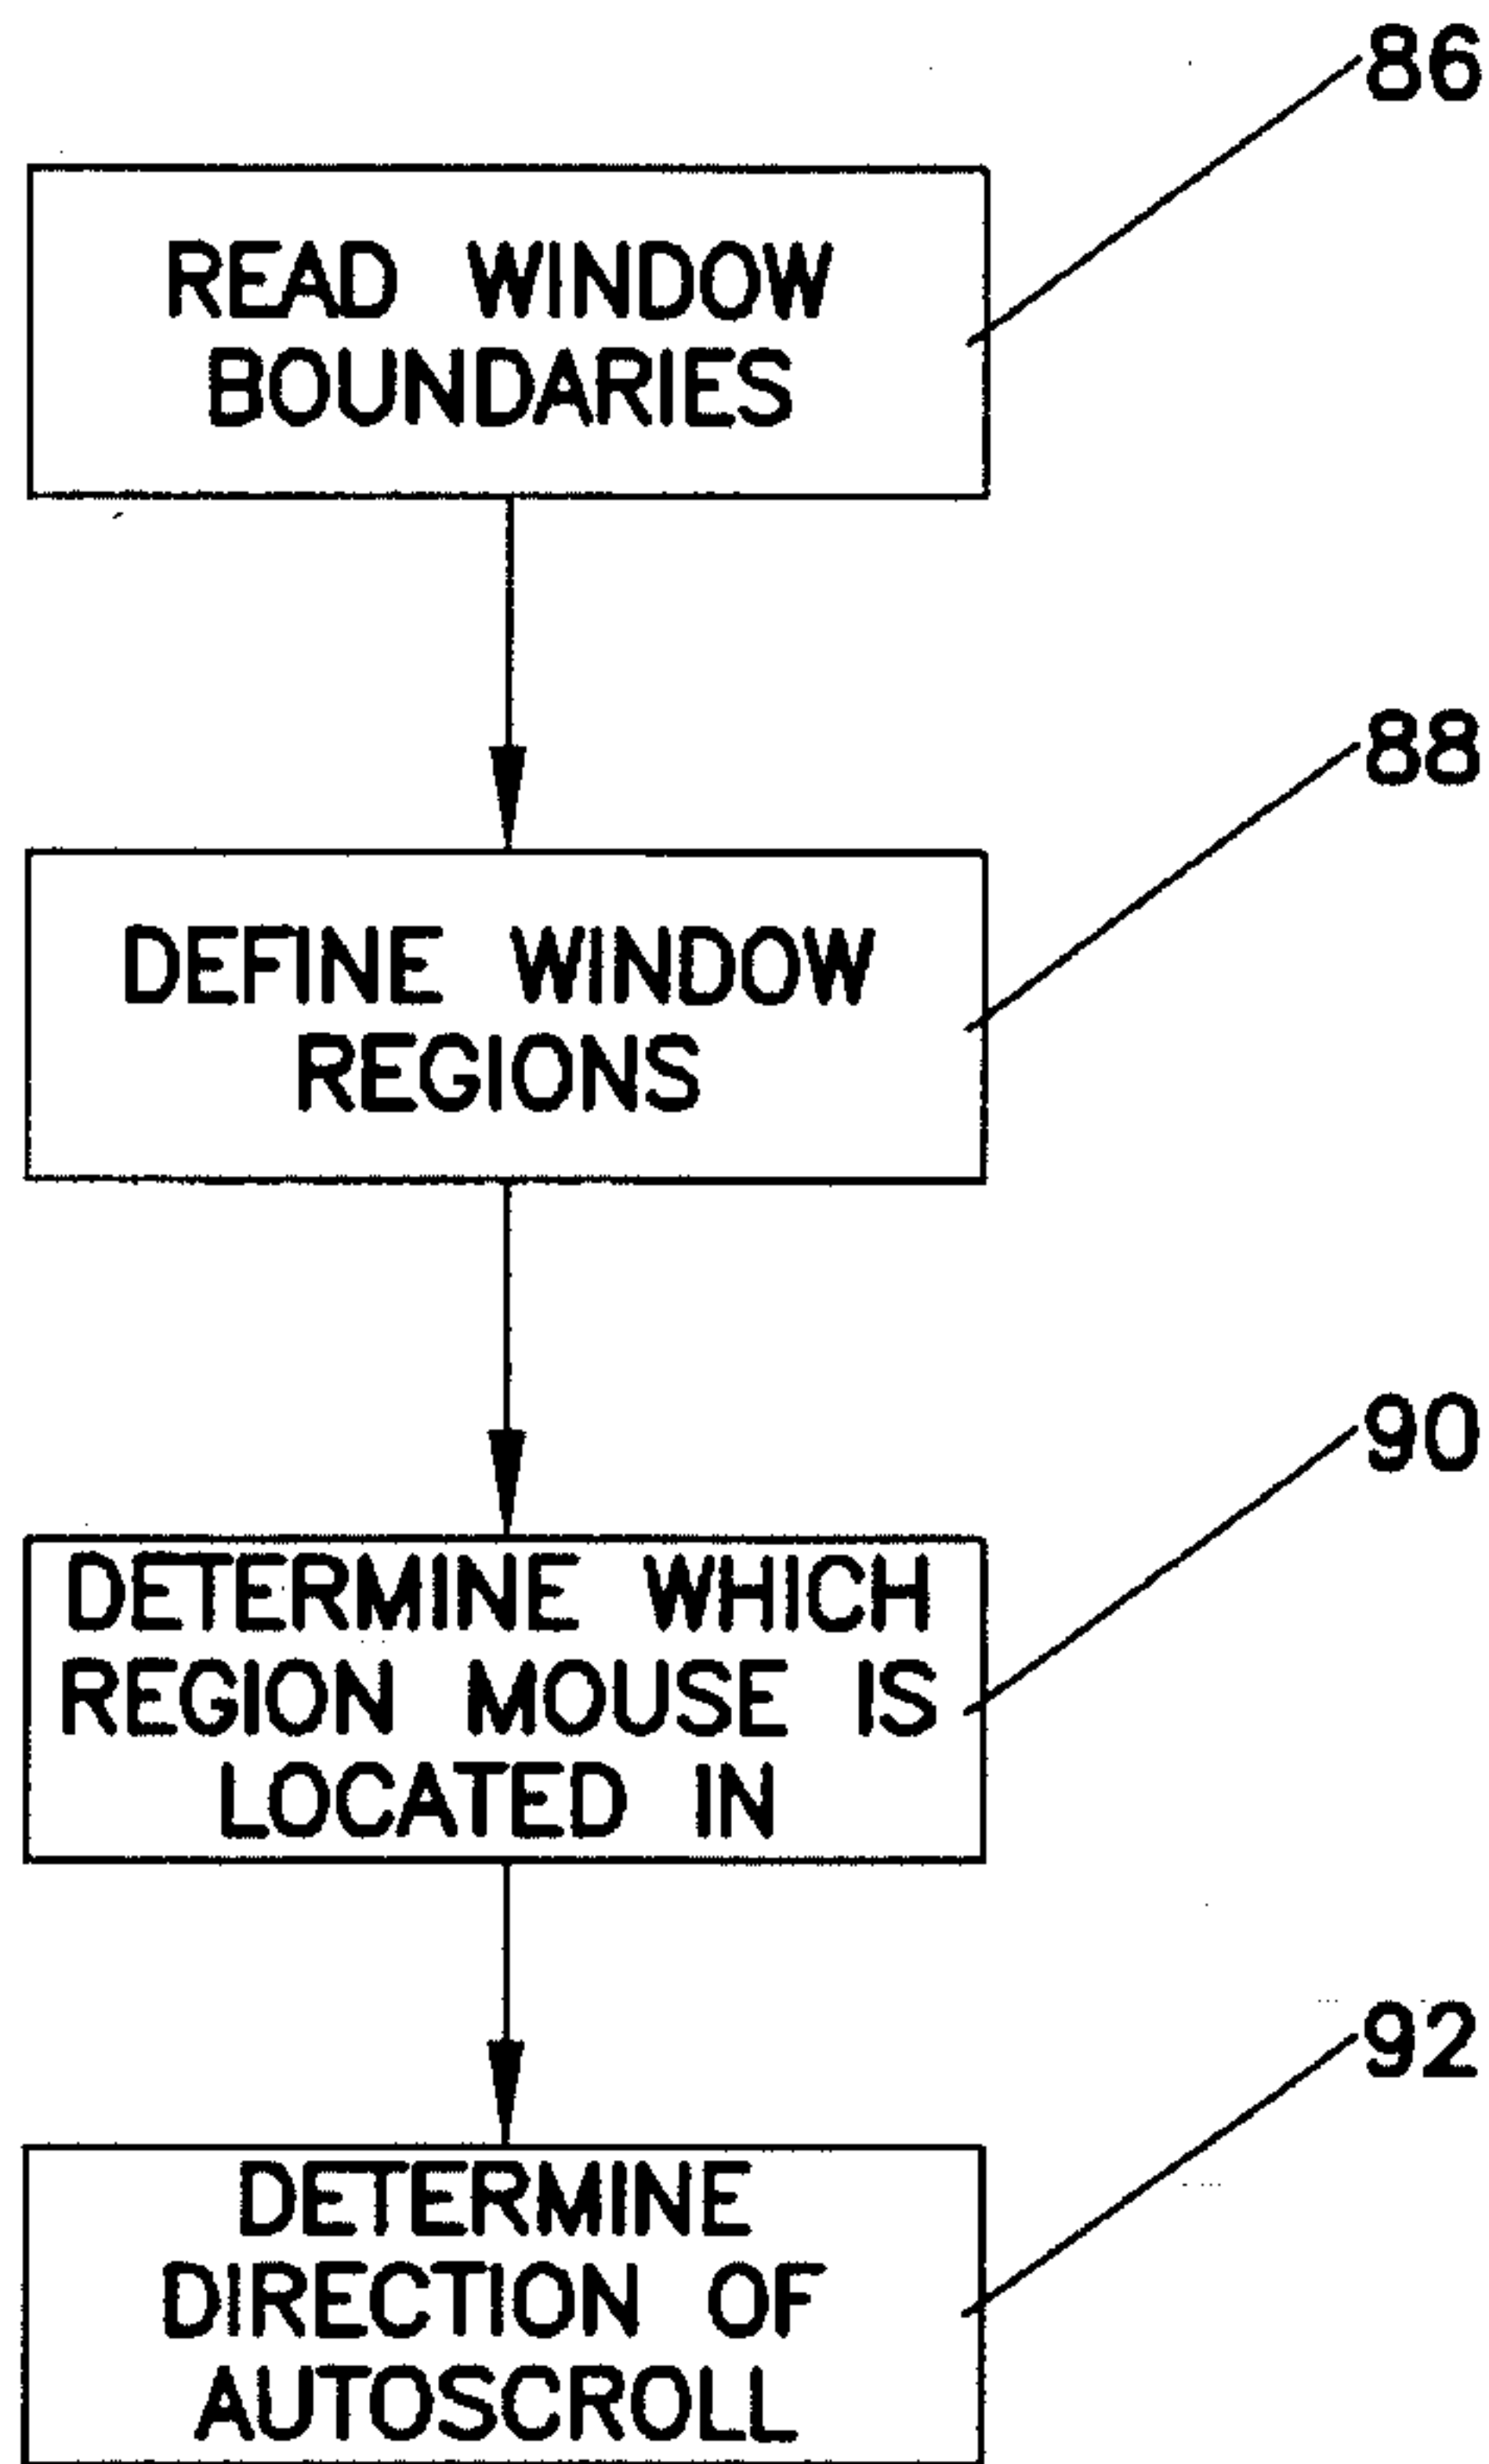 86
READ WINDOW
BOUNDARIES
88
DEFINE WINDOW
REGIONS
90
DETERMINE WHICH
REGION MOUSE IS
LOCATED IN
92
DETERMINE
DIRECTION OF
AUTOSCROLL